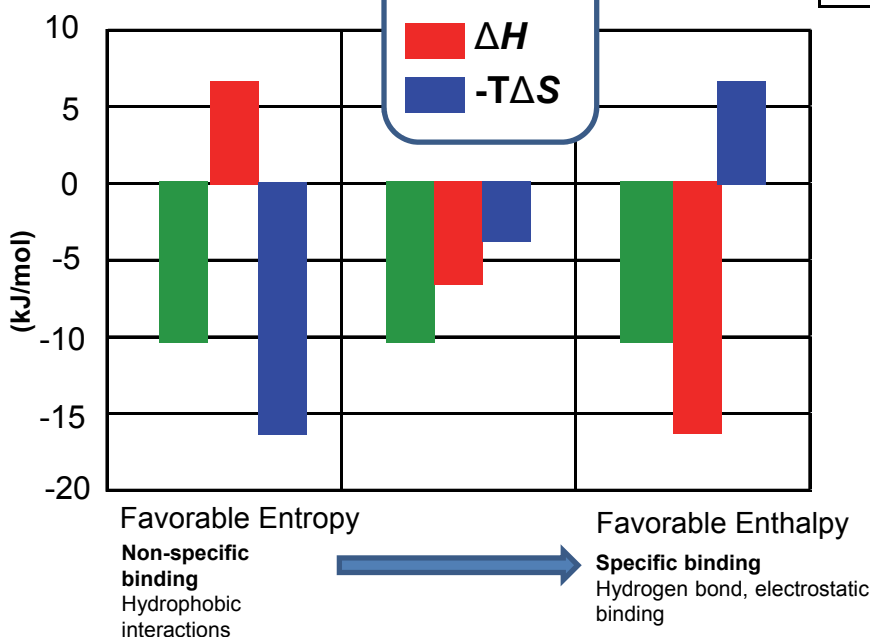 ΔH
-TΔS
10
5
0
-5
-10
-15
-20
(kJ/mol)
Favorable Entropy
Non-specific
binding
Hydrophobic
interactions
Favorable Enthalpy
Specific binding
Hydrogen bond, electrostatic
binding